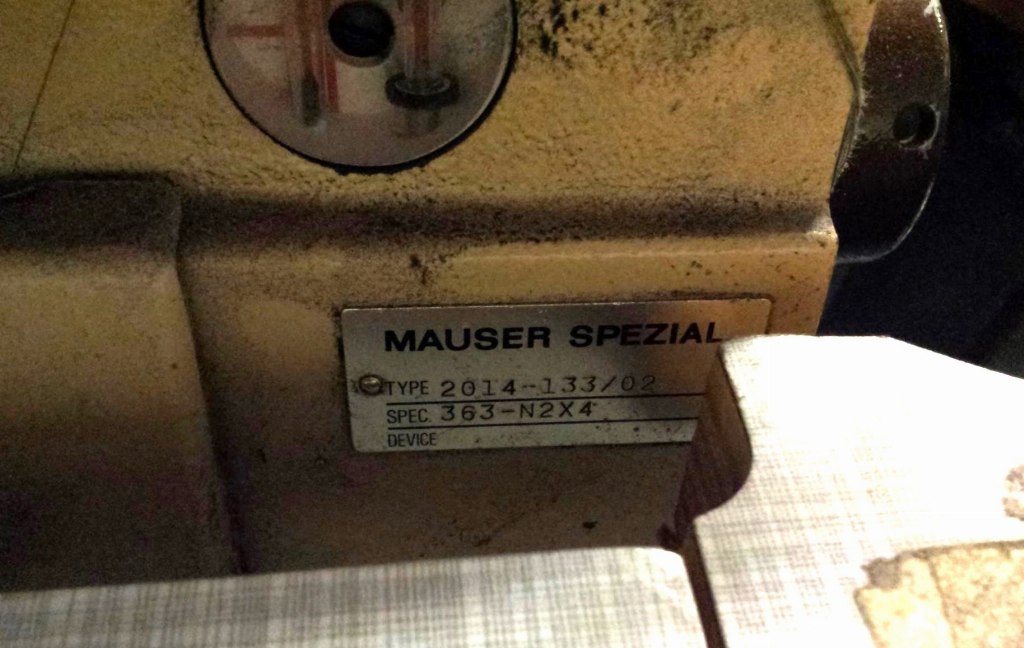 MAUSER SPEZIAL
TYPE 2014-133/02
SPEC. 363-N2X4
DEVICE